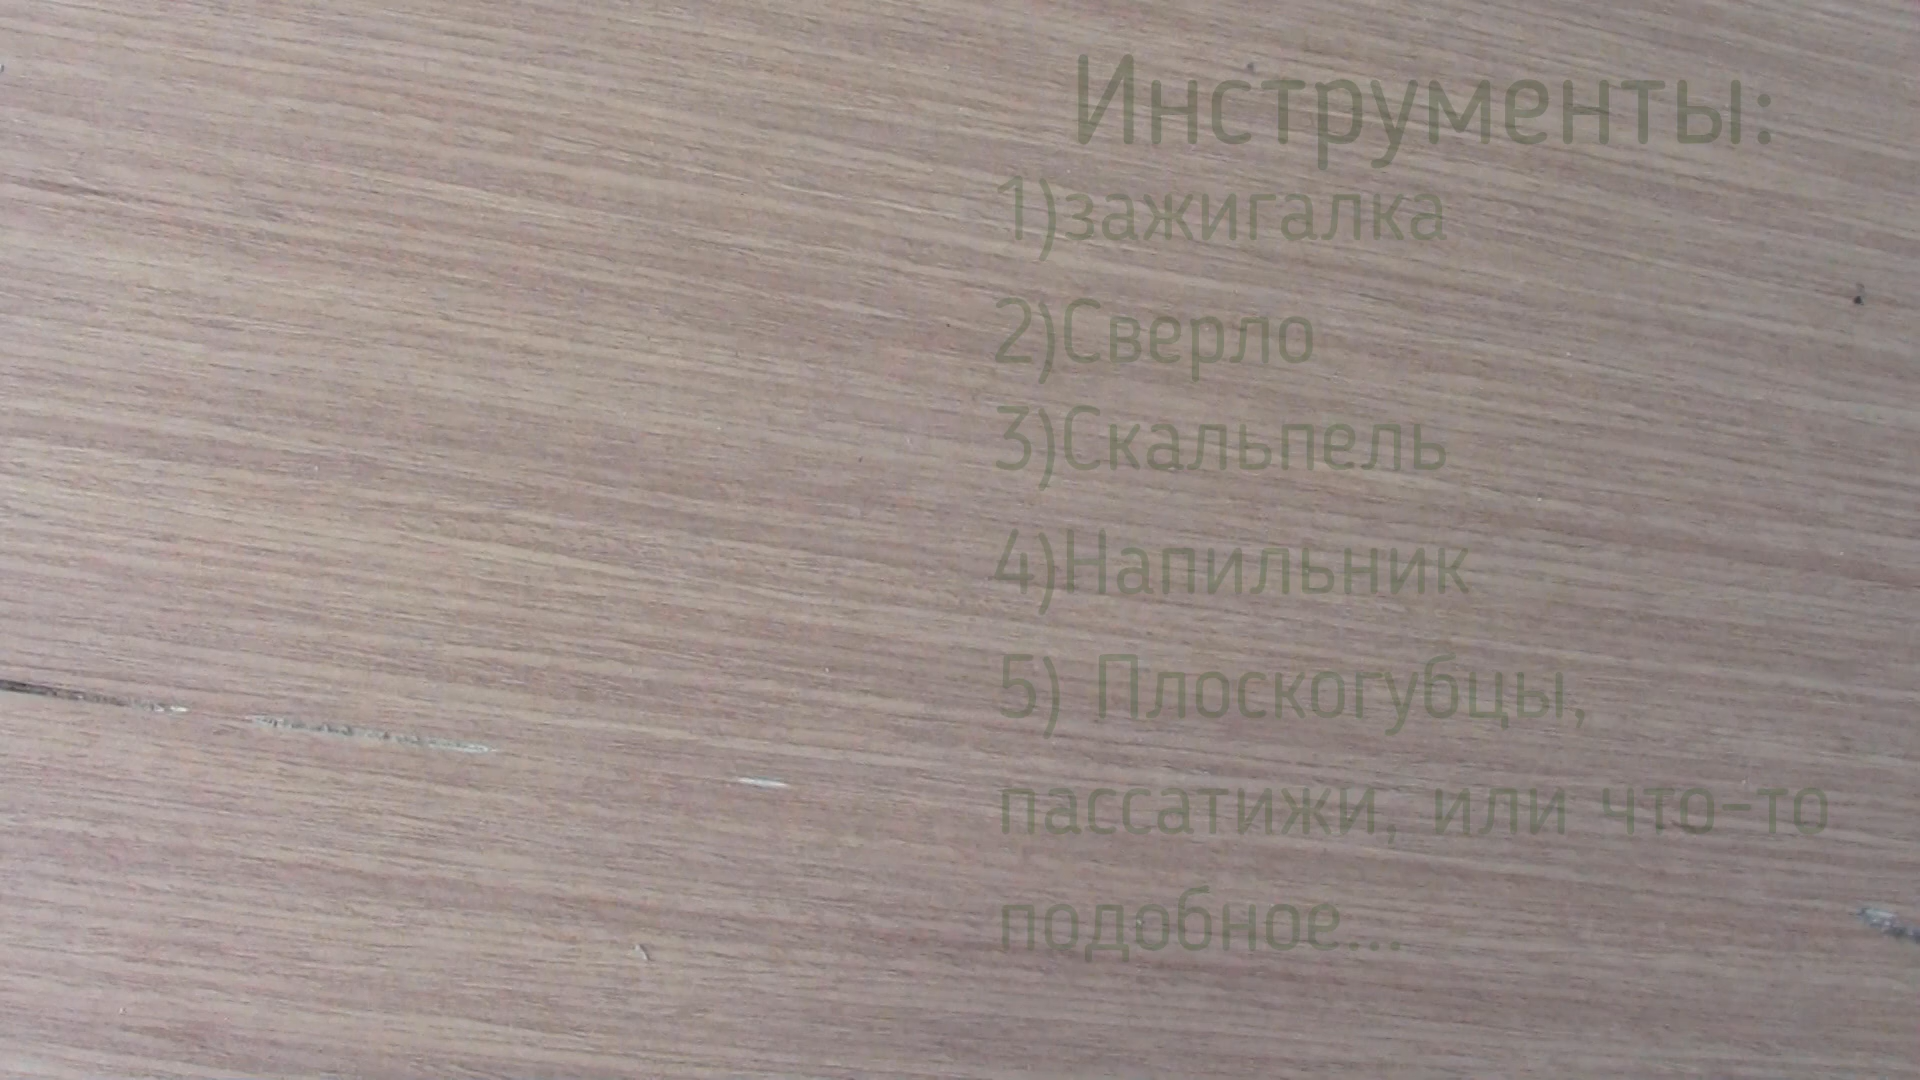 Инструменты:
1)зажигалка
2)Сверло
3)Скальпель
4)Напильник
5) Плоскогубцы,
пассатижи, или что-то
подобное...